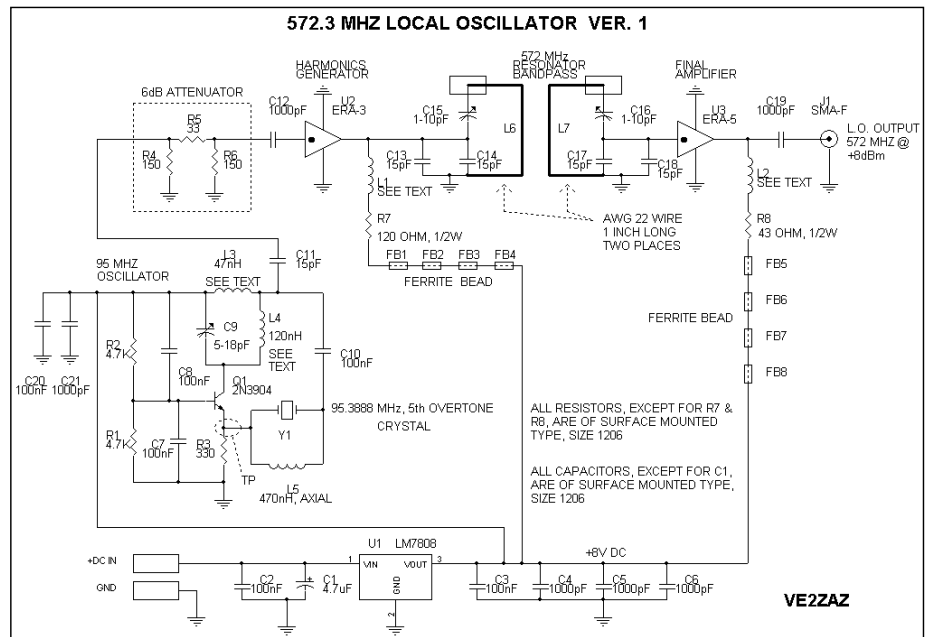 572.3 MHZ LOCAL OSCILLATOR VER. 1
HARMONICS
GENERATOR
572 MHz
RESONATOR
BANDPASS
FINAL
AMPLIFIER
6dB ATTENUATOR
R5
33
R4
150
R6
150
C12
1000pF
U2
ERA-3
C15
1-10pF
L6
L7
C16
1-10pF
U3
ERA-5
C19
1000pF
J1
SMA-F
L.O. OUTPUT
572 MHZ @
+8dBm
C13
15pF
C14
15pF
C17
15pF
C18
15pF
L1
SEE TEXT
L2
SEE TEXT
R7
120 OHM, 1/2W
AWG 22 WIRE
1 INCH LONG
TWO PLACES
R8
43 OHM, 1/2W
FB1
FB2
FB3
FB4
FERRITE BEAD
FB5
FB6
FERRITE BEAD
FB7
FB8
95 MHZ
OSCILLATOR
L3
47nH
SEE TEXT
C11
15pF
C9
5-18pF
L4
120nH
SEE
TEXT
C10
100nF
R2
4.7K
C8
100nF
C20
100nF
C21
1000pF
Q1
2N3904
95.3888 MHz, 5th OVERTONE
CRYSTAL
Y1
R1
4.7K
C7
100nF
R3
330
TP
L5
470nH, AXIAL
ALL RESISTORS, EXCEPT FOR R7 &
R8, ARE OF SURFACE MOUNTED
TYPE, SIZE 1206
ALL CAPACITORS, EXCEPT FOR C1,
ARE OF SURFACE MOUNTED TYPE,
SIZE 1206
+DC IN
GND
U1 LM7808
1
VIN
VOUT
3
GND
2
+8V DC
C2
100nF
C1
4.7uF
C3
100nF
C4
1000pF
C5
1000pF
C6
1000pF
VE2ZAZ